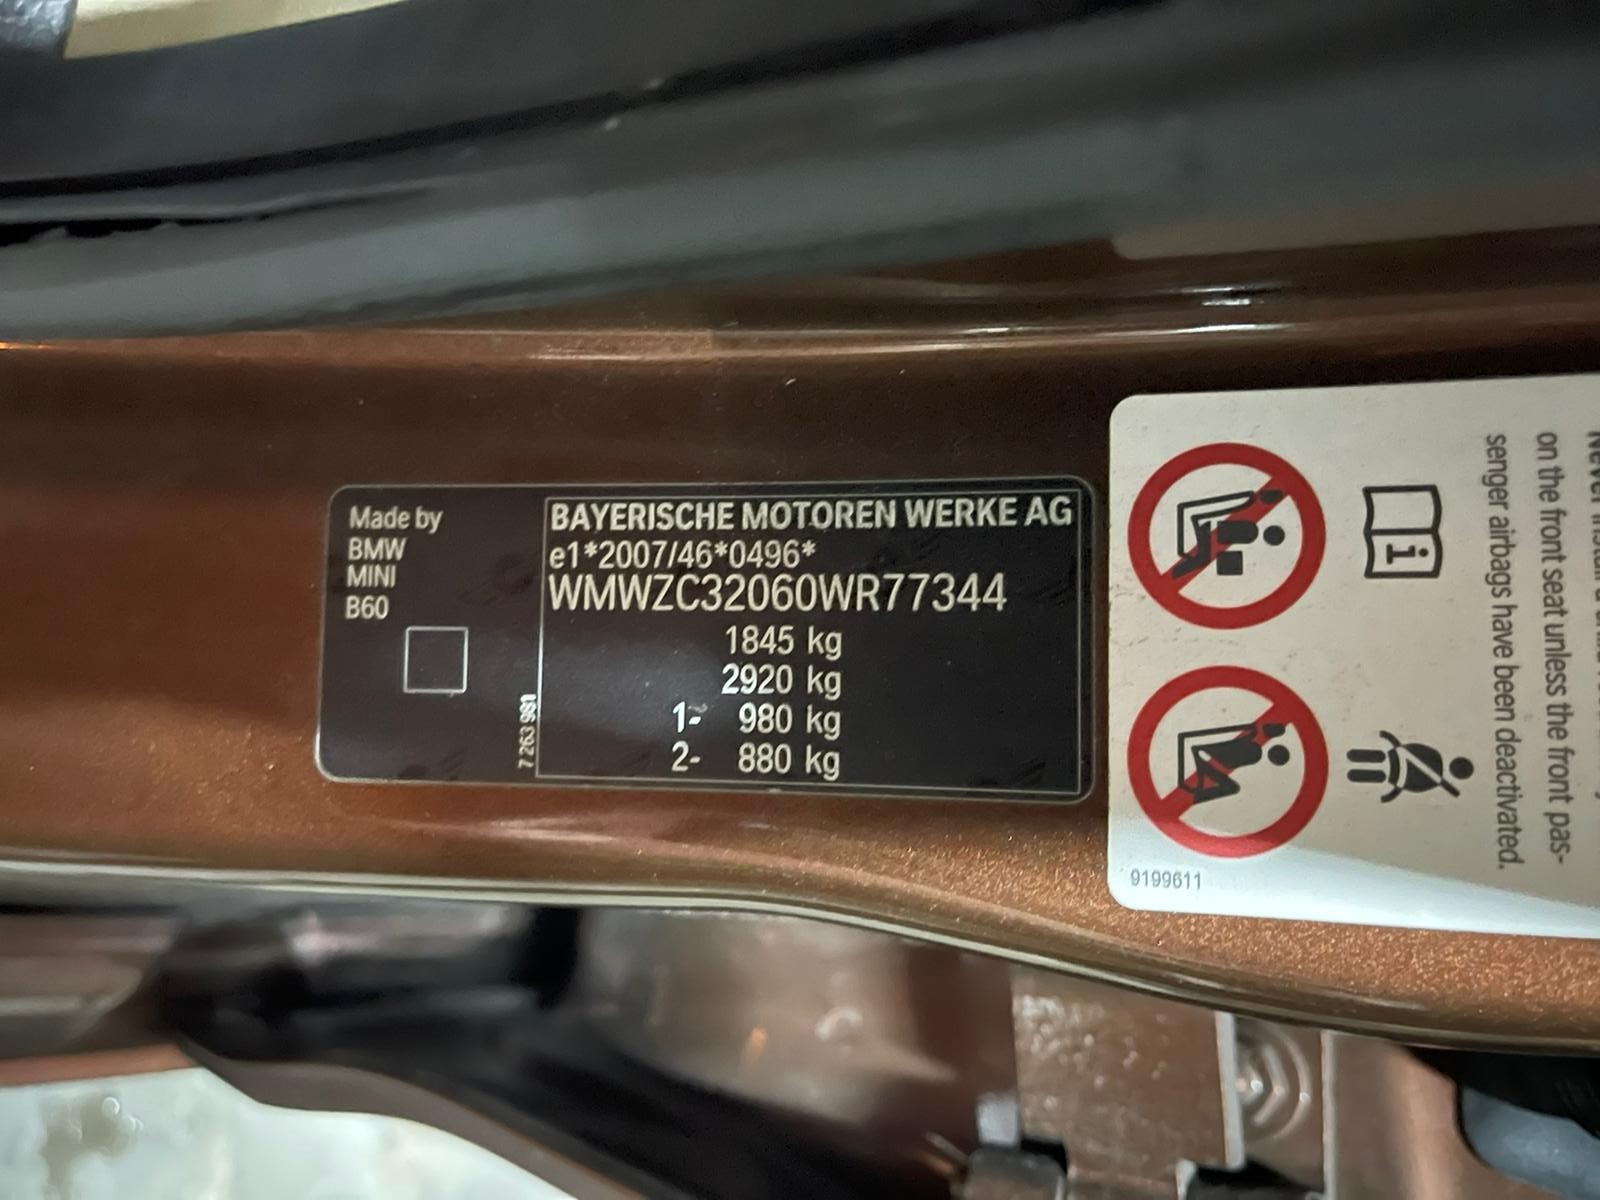 Made by
BMW
MINI
B60
7 263 981
BAYERISCHE MOTOREN WERKE AG
e1*2007/46*0496*
WMWZC32060WR77344
1845 kg
2920 kg
1- 980 kg
2- 880 kg
on the front seat unless the front pas-
senger airbags have been deactivated.
9199611